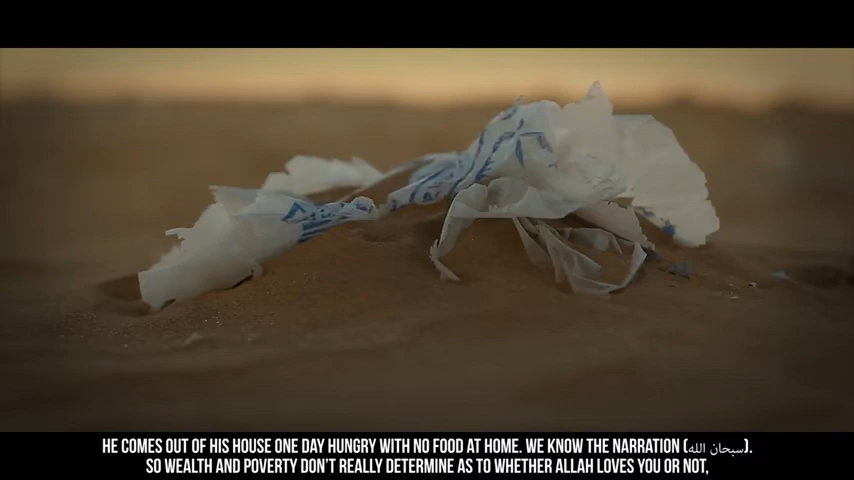 HE COMES OUT OF HIS HOUSE ONE DAY HUNGRY WITH NO FOOD AT HOME. WE KNOW THE NARRATION (سبحان الله).
SO WEALTH AND POVERTY DON'T REALLY DETERMINE AS TO WHETHER ALLAH LOVES YOU OR NOT,